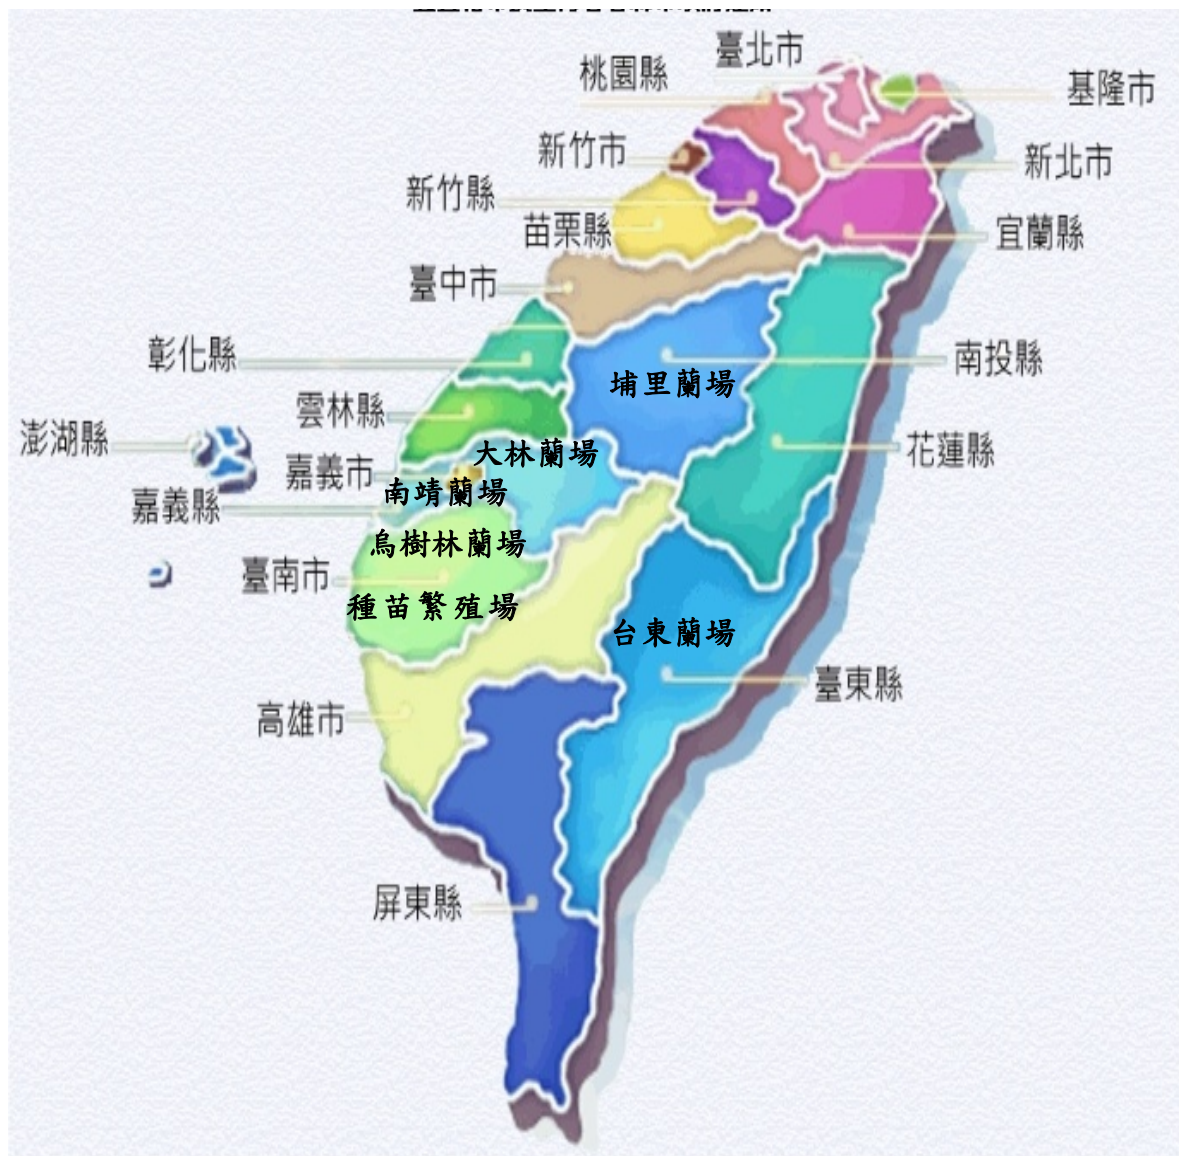 臺北市
桃園縣
基隆市
新竹市
新北市
新竹縣
苗栗縣
宜蘭縣
臺中市
彰化縣
南投縣
埔里蘭場
雲林縣
澎湖縣
花蓮縣
大林蘭場
嘉義市
南靖蘭場
嘉義縣
烏樹林蘭場
臺南市
種苗繁殖場
台東蘭場
臺東縣
高雄市
屏東縣